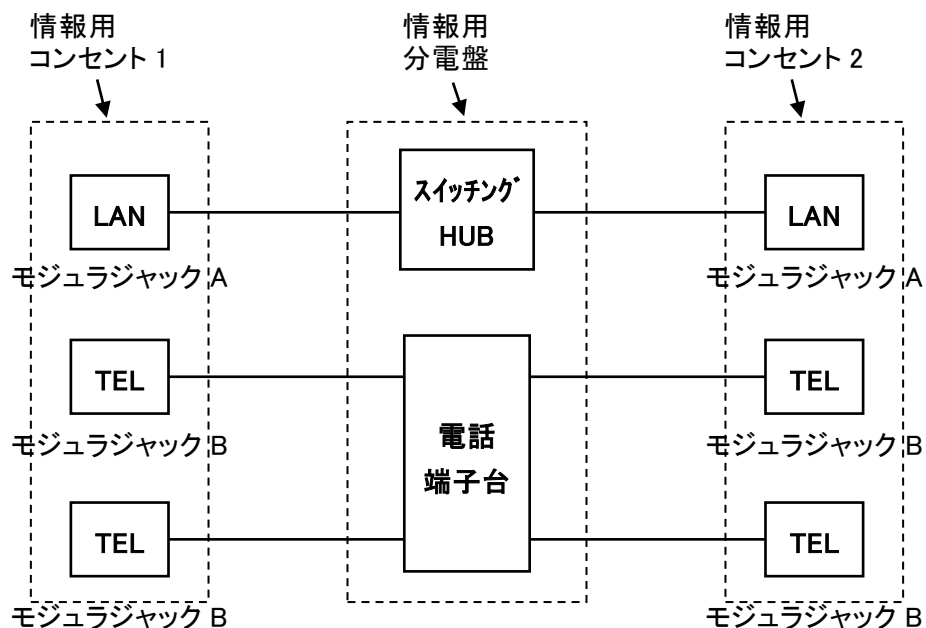 情報用
コンセント 1
情報用
分電盤
情報用
コンセント 2
LAN
モジュラジャック A
スイッチング
HUB
LAN
モジュラジャック A
TEL
モジュラジャック B
電話
端子台
TEL
モジュラジャック B
TEL
モジュラジャック B
TEL
モジュラジャック B